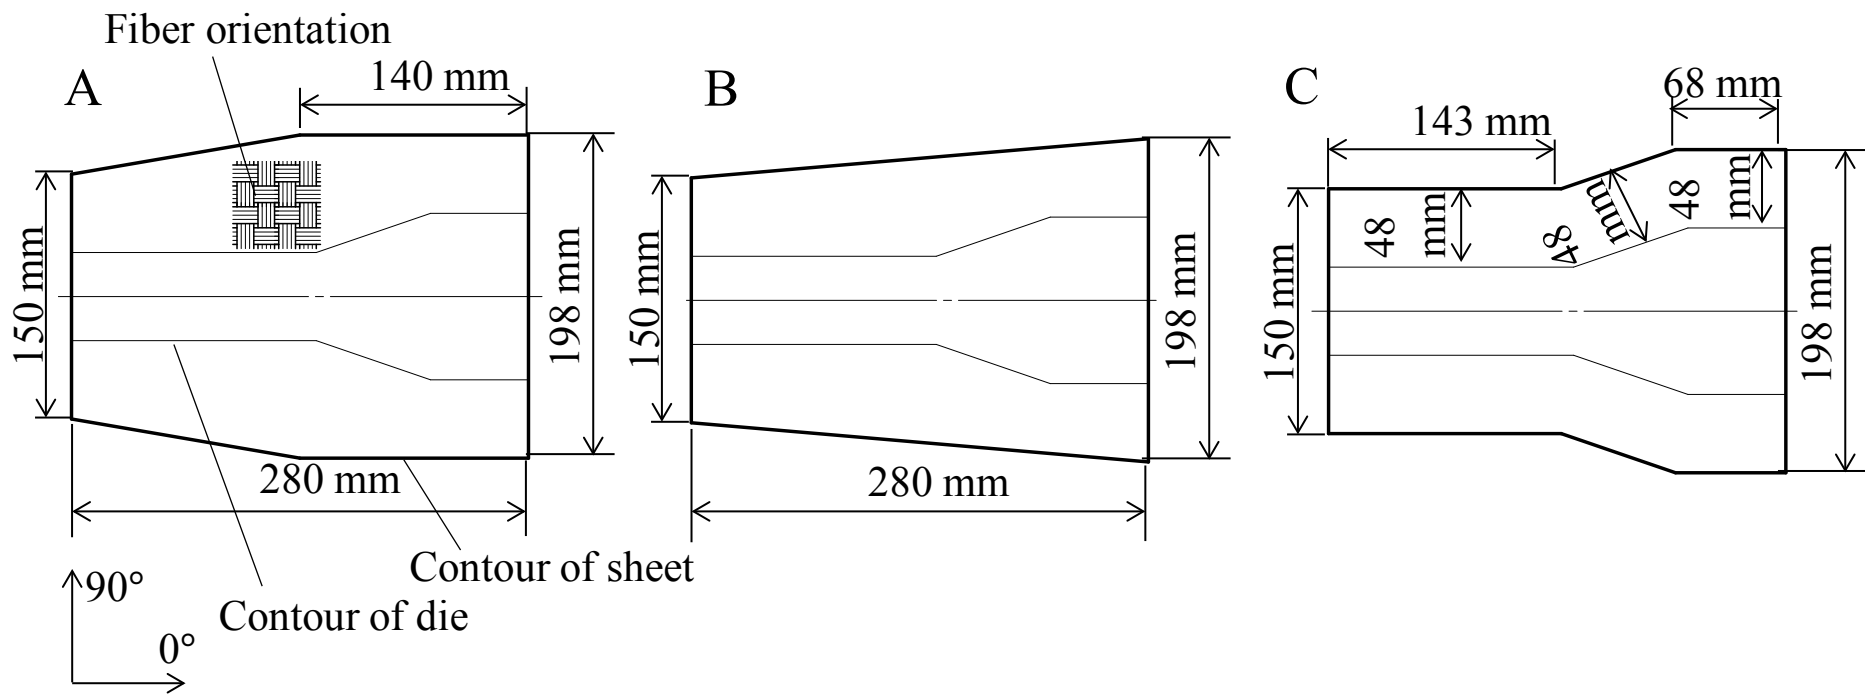 Fiber orientation
A
140 mm
150 mm
198 mm
280 mm
Contour of sheet
Contour of die
90°
0°
B
150 mm
198 mm
280 mm
C
68 mm
143 mm
48 mm
48 mm
48 mm
150 mm
198 mm